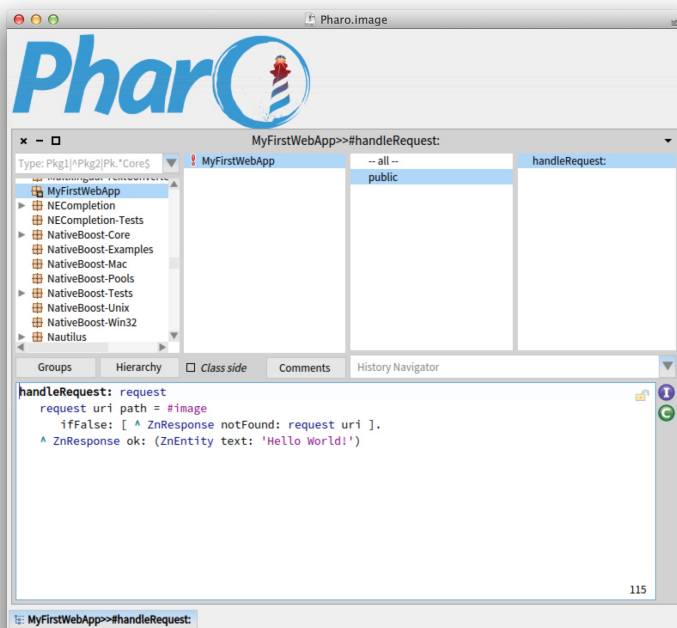 Pharo.image
Pharo
MyFirstWebApp>>#handleRequest:
Type: Pkg1|^Pkg2|Pk.*Core$
MyFirstWebApp
NECompletion
NECompletion-Tests
NativeBoost-Core
NativeBoost-Examples
NativeBoost-Mac
NativeBoost-Pools
NativeBoost-Tests
NativeBoost-Unix
NativeBoost-Win32
Nautilus
MyFirstWebApp
-- all --
public
handleRequest:
Groups
Hierarchy
Class side
Comments
History Navigator
handleRequest: request
request uri path = #image
ifFalse: [ ^ ZnResponse notFound: request uri ].
^ ZnResponse ok: (ZnEntity text: 'Hello World!')
I
C
115
MyFirstWebApp>>#handleRequest: